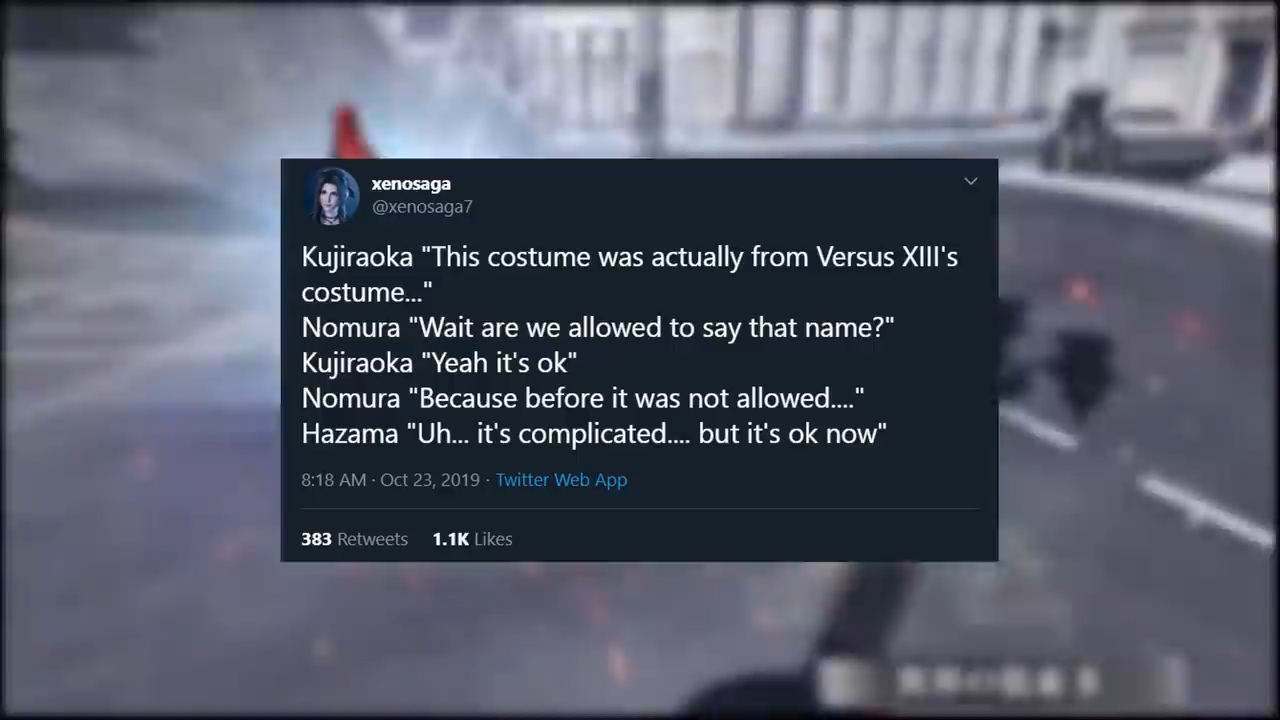 xenosaga
@xenosaga7
Kujiraoka "This costume was actually from Versus XIII's
costume..."
Nomura "Wait are we allowed to say that name?"
Kujiraoka "Yeah it's ok"
Nomura "Because before it was not allowed...."
Hazama "Uh... it's complicated.... but it's ok now"
8:18 AM · Oct 23, 2019 · Twitter Web App
383 Retweets 1.1K Likes